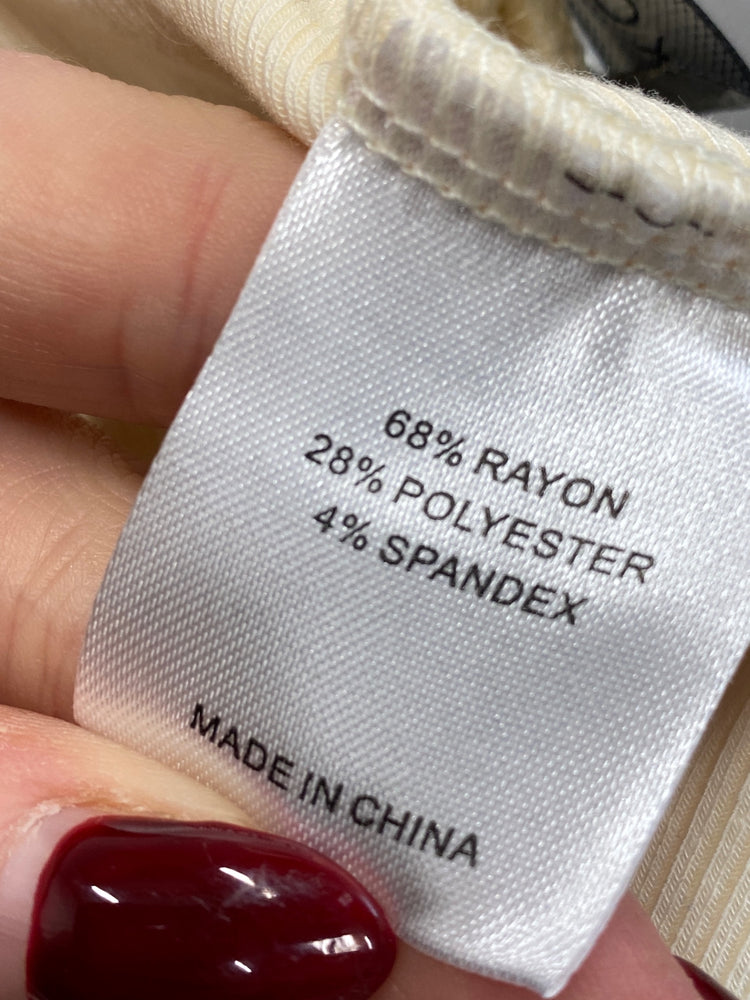 68% RAYON
28% POLYESTER
4% SPANDEX
MADE IN CHINA